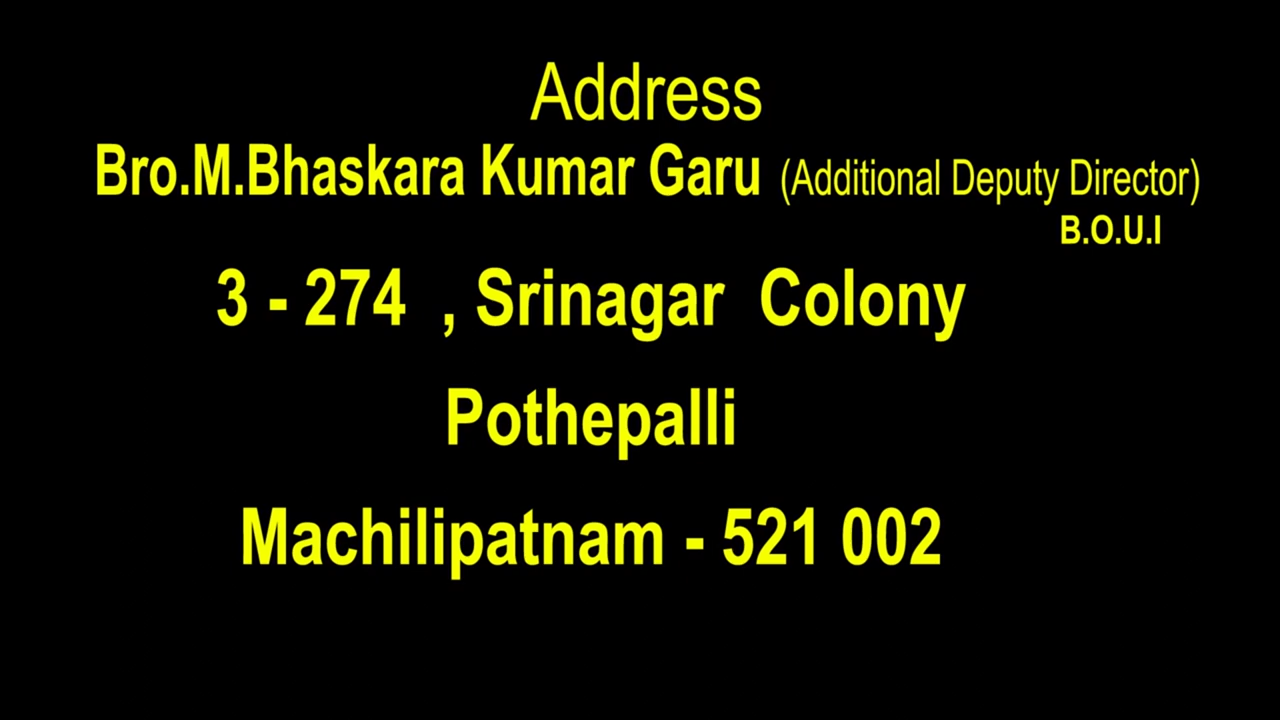 Address
Bro.M.Bhaskara Kumar Garu (Additional Deputy Director)
B.O.U.I
3 - 274 , Srinagar Colony
Pothepalli
Machilipatnam - 521 002